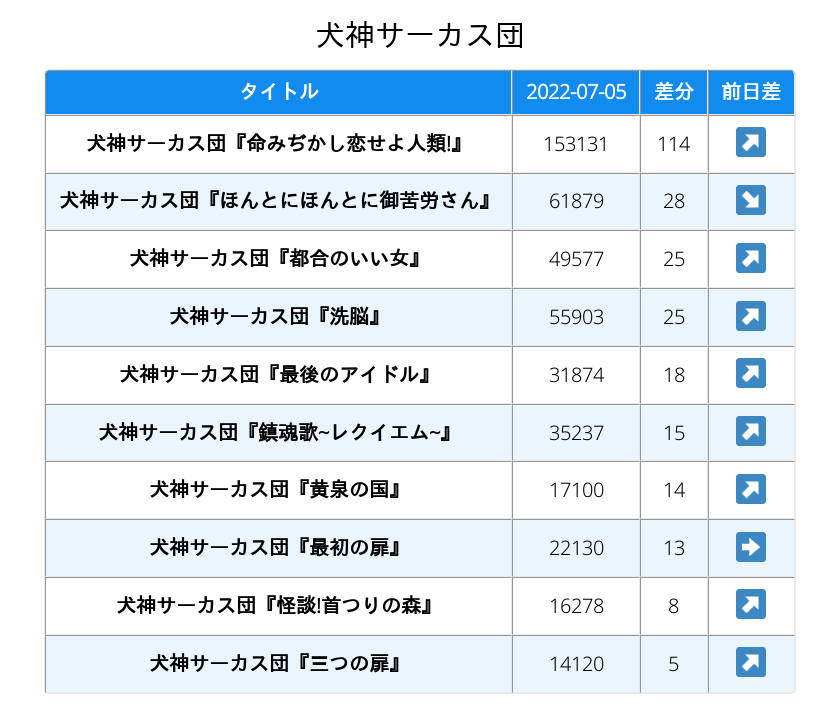 犬神サーカス団
タイトル 2022-07-05 差分 前日差
犬神サーカス団『命みぢかし恋せよ人類!』 153131 114 ↗
犬神サーカス団『ほんとにほんとに御苦労さん』 61879 28 ↘
犬神サーカス団『都合のいい女』 49577 25 ↗
犬神サーカス団『洗脳』 55903 25 ↗
犬神サーカス団『最後のアイドル』 31874 18 ↗
犬神サーカス団『鎮魂歌~レクイエム~』 35237 15 ↗
犬神サーカス団『黄泉の国』 17100 14 ↗
犬神サーカス団『最初の扉』 22130 13 ➡
犬神サーカス団『怪談!首つりの森』 16278 8 ↗
犬神サーカス団『三つの扉』 14120 5 ↗